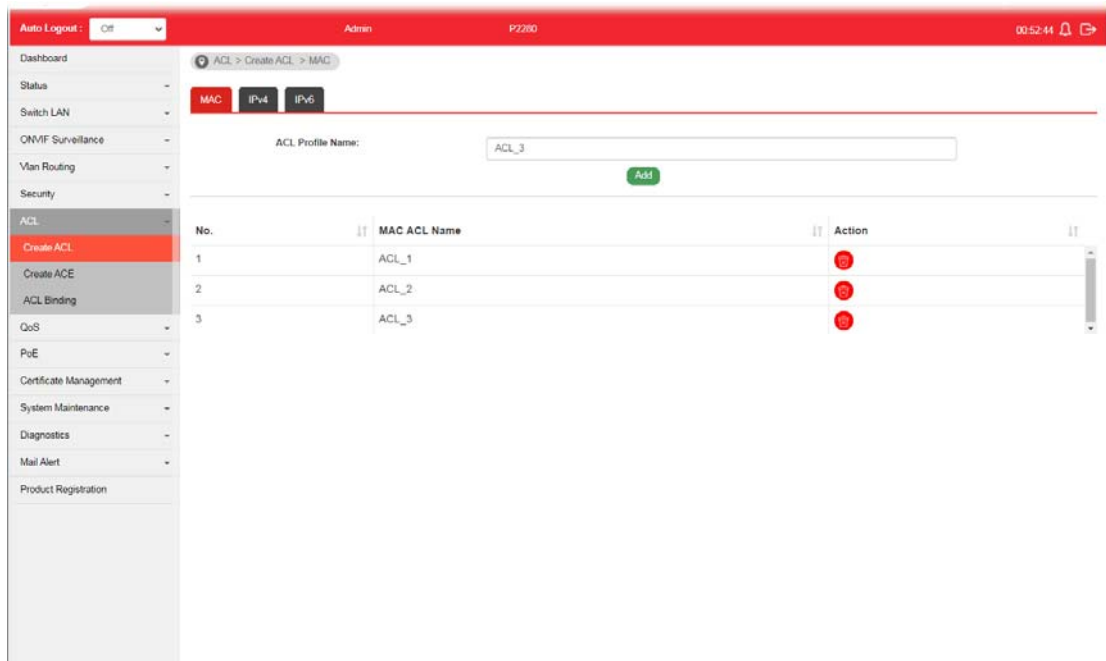 Auto Logout : Off Admin P2280 00:52:44
Dashboard
Status
Switch LAN
ONVIF Surveillance
Vlan Routing
Security
ACL
Create ACL
Create ACE
ACL Binding
QoS
PoE
Certificate Management
System Maintenance
Diagnostics
Mail Alert
Product Registration
ACL > Create ACL > MAC
MAC IPv4 IPv6
ACL Profile Name: ACL_3
Add
No. MAC ACL Name Action
1 ACL_1
2 ACL_2
3 ACL_3